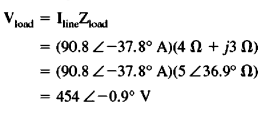 V_load = I_line Z_load
= (90.8 ∠−37.8° A)(4 Ω + j3 Ω)
= (90.8 ∠−37.8° A)(5 ∠36.9° Ω)
= 454 ∠−0.9° V